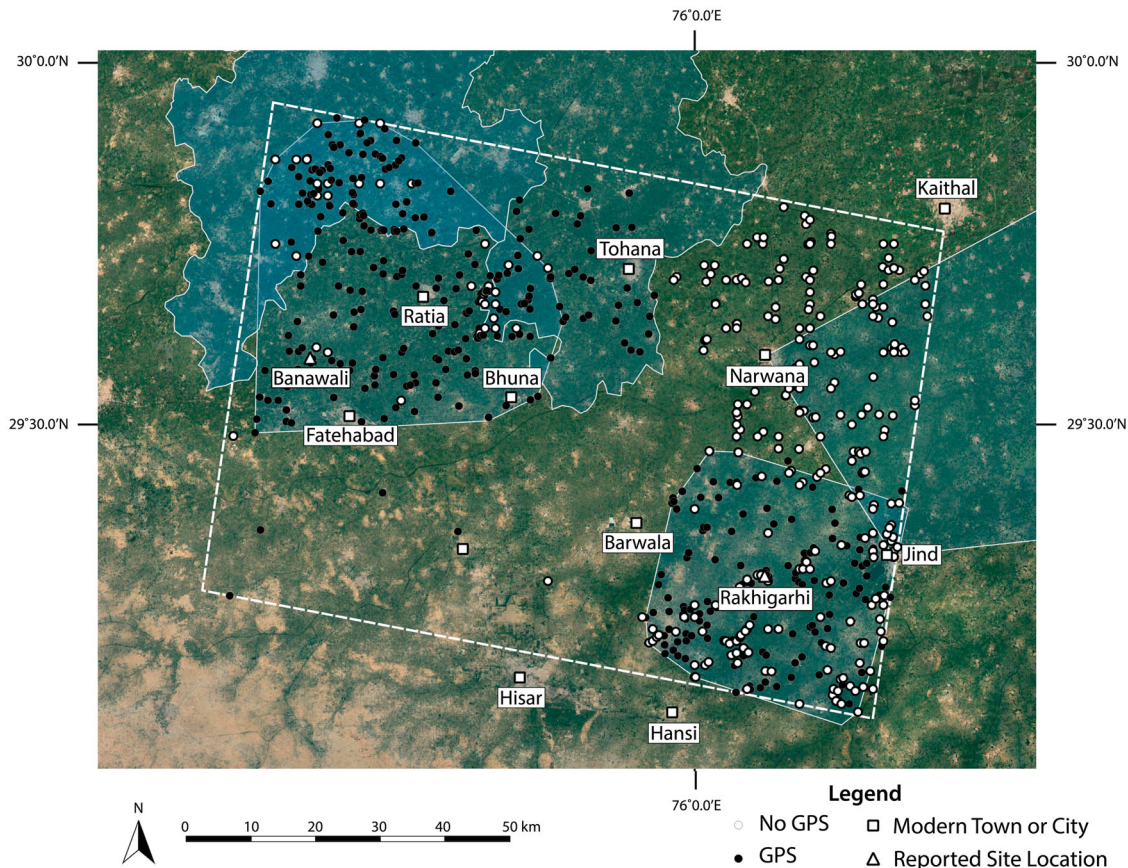 76˚0.0'E
30˚0.0'N
30˚0.0'N
Kaithal
Tohana
Ratia
Banawali
Bhuna
Narwana
Fatehabad
29˚30.0'N
29˚30.0'N
Barwala
Jind
Rakhigarhi
Hisar
Hansi
76˚0.0'E
N
0 10 20 30 40 50 km
Legend
No GPS
Modern Town or City
GPS
Reported Site Location